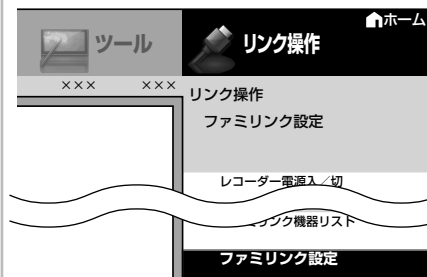 ホーム
ツール
リンク操作
××× ×××
リンク操作
ファミリンク設定
レコーダー電源入／切
リンク機器リスト
ファミリンク設定